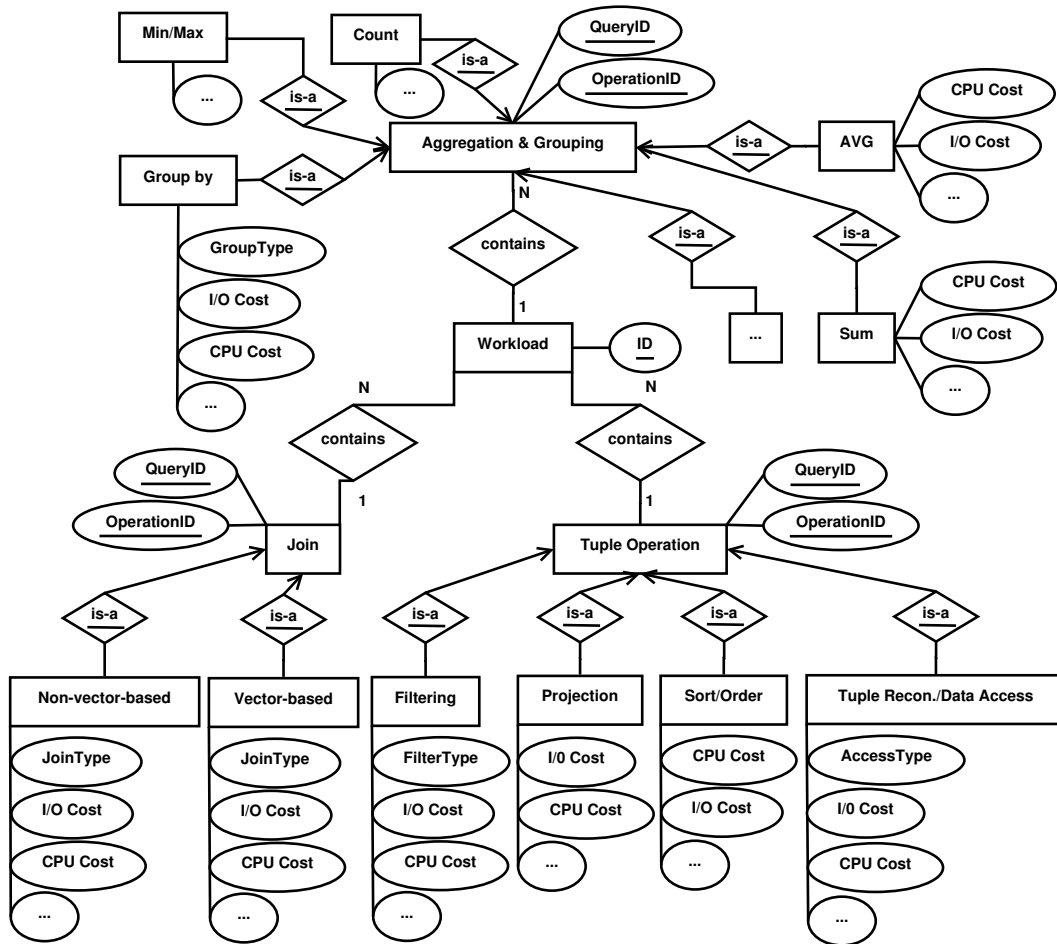 Min/Max
Count
QueryID
is-a
...
is-a
...
OperationID
CPU Cost
is-a
AVG
I/O Cost
...
Aggregation & Grouping
Group by
is-a
N
GroupType
contains
is-a
is-a
I/O Cost
CPU Cost
1
...
Workload
ID
...
Sum
CPU Cost
I/O Cost
...
N
N
contains
contains
QueryID
OperationID
1
1
QueryID
OperationID
Join
Tuple Operation
is-a
is-a
is-a
is-a
is-a
is-a
Non-vector-based
Vector-based
Filtering
Projection
Sort/Order
Tuple Recon./Data Access
JoinType
JoinType
FilterType
I/0 Cost
CPU Cost
AccessType
I/O Cost
I/O Cost
I/O Cost
CPU Cost
I/O Cost
I/0 Cost
CPU Cost
CPU Cost
CPU Cost
...
...
CPU Cost
...
...
...
...